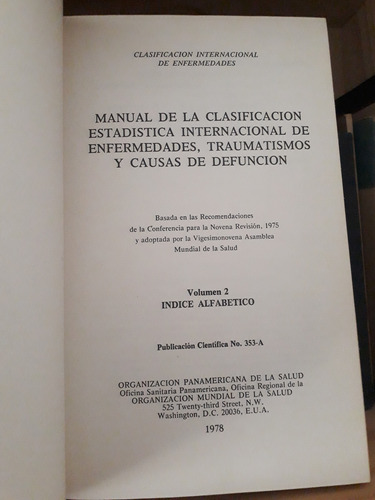 CLASIFICACION INTERNACIONAL
DE ENFERMEDADES
MANUAL DE LA CLASIFICACION
ESTADISTICA INTERNACIONAL DE
ENFERMEDADES, TRAUMATISMOS
Y CAUSAS DE DEFUNCION
Basada en las Recomendaciones
de la Conferencia para la Novena Revisión, 1975
y adoptada por la Vigesimonovena Asamblea
Mundial de la Salud
Volumen 2
INDICE ALFABETICO
Publicación Científica No. 353-A
ORGANIZACION PANAMERICANA DE LA SALUD
Oficina Sanitaria Panamericana, Oficina Regional de la
ORGANIZACION MUNDIAL DE LA SALUD
525 Twenty-third Street, N.W.
Washington, D.C. 20036, E.U.A.
1978